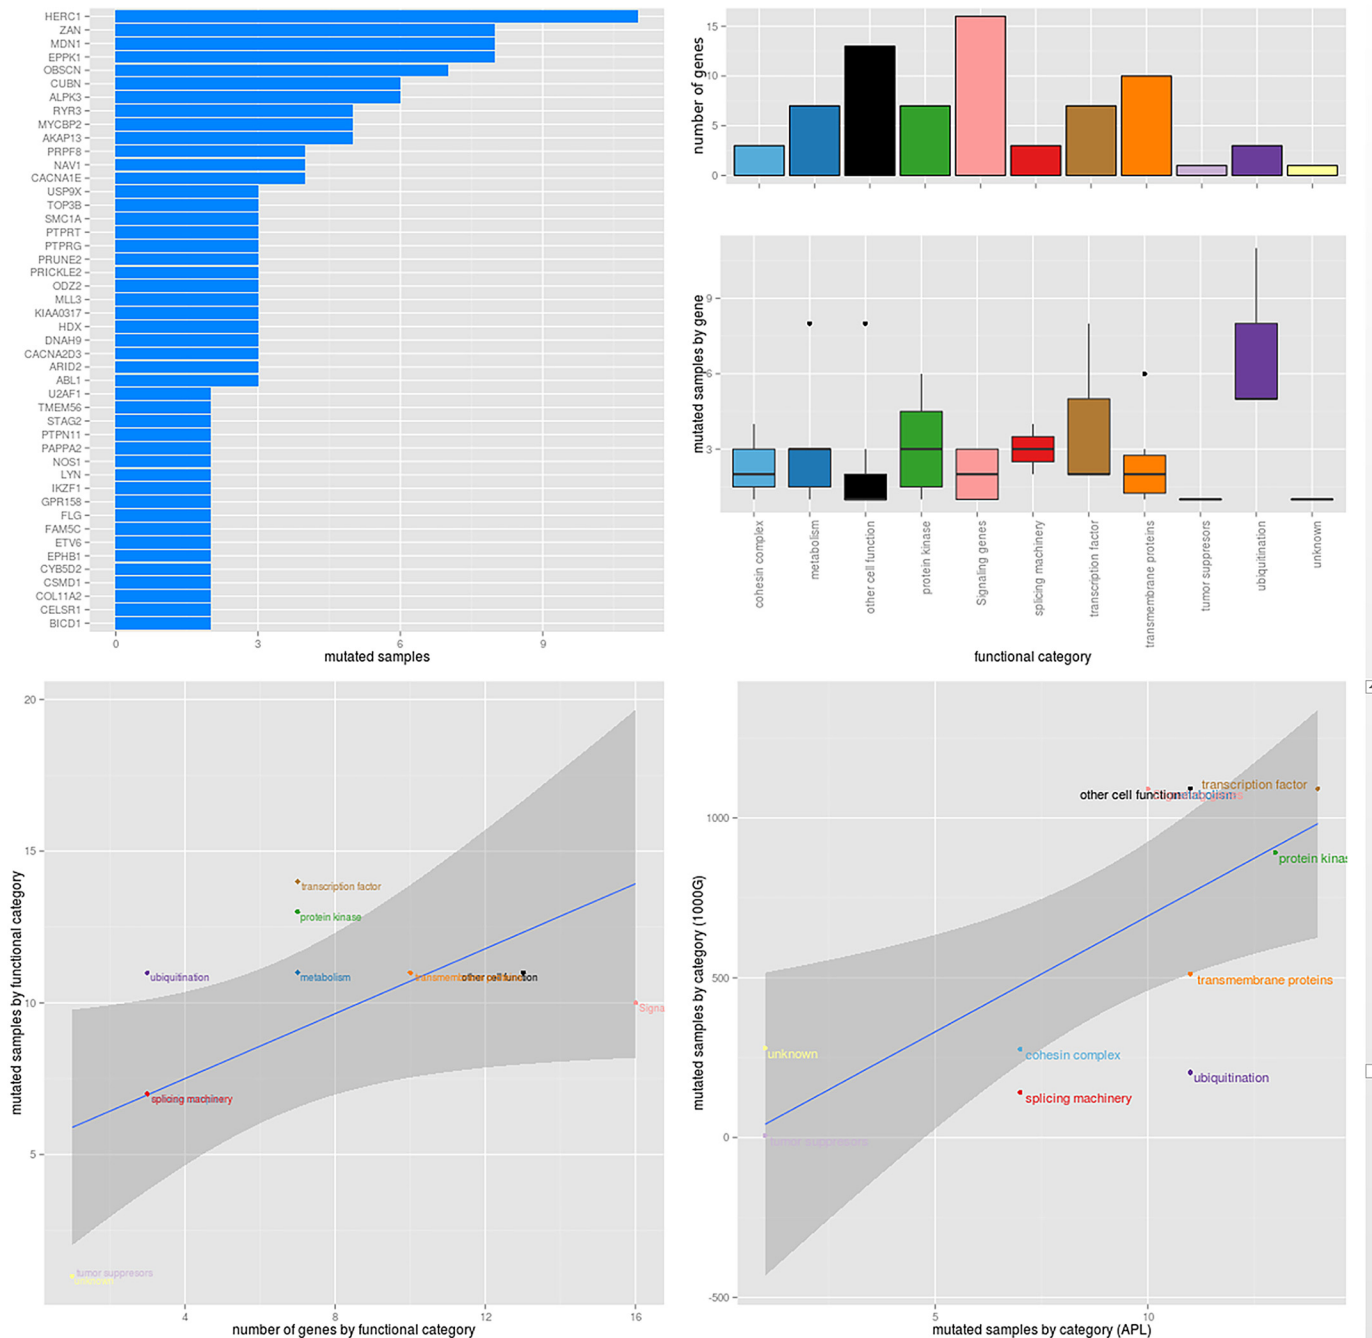 HERC1
ZAN
MDN1
EPPK1
OBSCN
CUBN
ALPK3
RYR3
MYCBP2
AKAP13
PRPF8
NAV1
CACNA1E
USP9X
TOP3B
SMC1A
PTPRT
PTPRG
PRUNE2
PRICKLE2
ODZ2
MLL3
KIAA0317
HDX
DNAH9
CACNA2D3
ARID2
ABL1
U2AF1
TMEM56
STAG2
PTPN11
PAPPA2
NOS1
LYN
IKZF1
GPR158
FLG
FAM5C
ETV6
EPHB1
CYB5D2
CSMD1
COL11A2
CELSR1
BICD1
0 3 6 9
mutated samples
number of genes
15
10
5
0
mutated samples by gene
9
6
3
cohesin complex
metabolism
other cell function
protein kinase
Signaling genes
splicing machinery
transcription factor
transmembrane proteins
tumor suppresors
ubiquitination
unknown
functional category
mutated samples by functional category
20
15
10
5
transcription factor
protein kinase
ubiquitination
metabolism
other cell function
Signa
splicing machinery
tumor suppresors
unknown
4 8 12 16
number of genes by functional category
mutated samples by category (1000G)
1000
500
0
-500
transcription factor
other cell function
metabolism
protein kinas
transmembrane proteins
unknown
cohesin complex
ubiquitination
splicing machinery
tumor suppresors
5 10
mutated samples by category (APL)